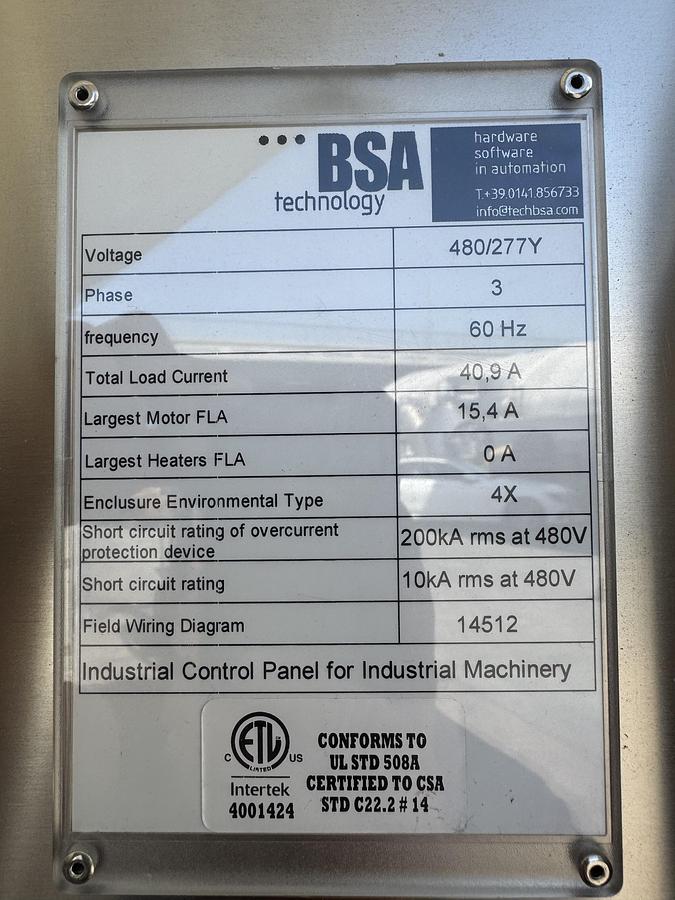 BSA
technology
hardware
software
in automation
T.+39.0141.856733
info@techbsa.com
Voltage 480/277Y
Phase 3
frequency 60 Hz
Total Load Current 40,9 A
Largest Motor FLA 15,4 A
Largest Heaters FLA 0 A
Enclusure Environmental Type 4X
Short circuit rating of overcurrent
protection device 200kA rms at 480V
Short circuit rating 10kA rms at 480V
Field Wiring Diagram 14512
Industrial Control Panel for Industrial Machinery
C ETL US
LISTED
Intertek
4001424
CONFORMS TO
UL STD 508A
CERTIFIED TO CSA
STD C22.2 # 14